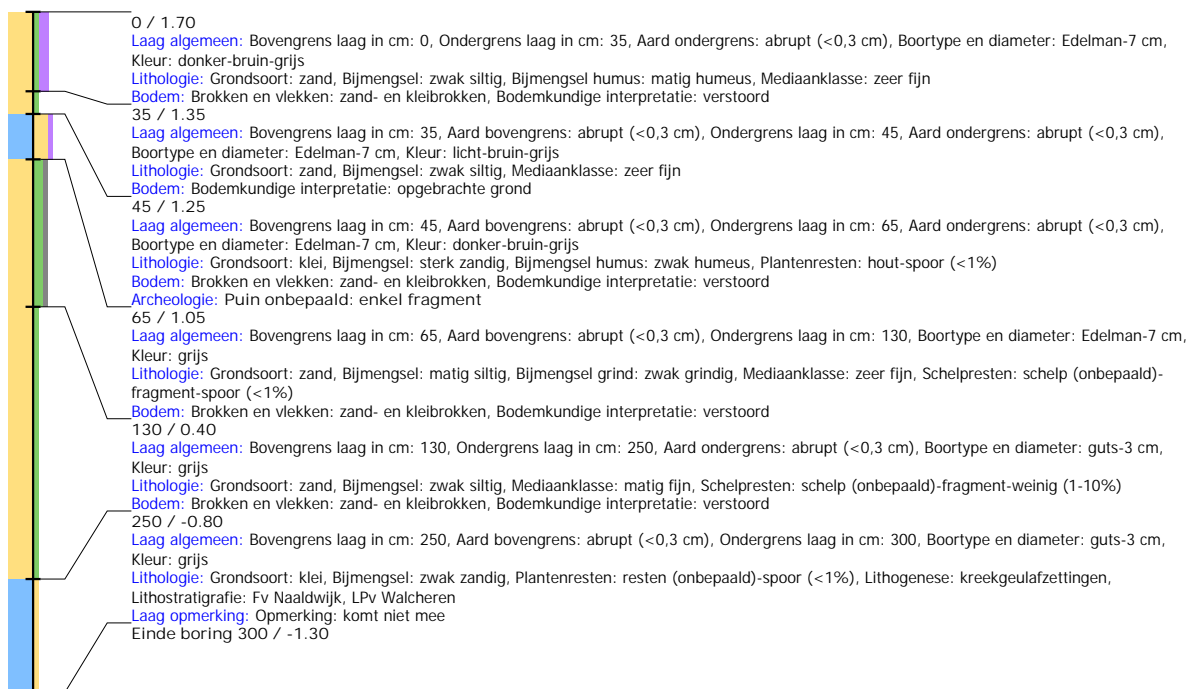 0 / 1.70
Laag algemeen: Bovengrens laag in cm: 0, Ondergrens laag in cm: 35, Aard ondergrens: abrupt (<0,3 cm), Boortype en diameter: Edelman-7 cm,
Kleur: donker-bruin-grijs
Lithologie: Grondsoort: zand, Bijmengsel: zwak siltig, Bijmengsel humus: matig humeus, Mediaanklasse: zeer fijn
Bodem: Brokken en vlekken: zand- en kleibrokken, Bodemkundige interpretatie: verstoord
35 / 1.35
Laag algemeen: Bovengrens laag in cm: 35, Aard bovengrens: abrupt (<0,3 cm), Ondergrens laag in cm: 45, Aard ondergrens: abrupt (<0,3 cm),
Boortype en diameter: Edelman-7 cm, Kleur: licht-bruin-grijs
Lithologie: Grondsoort: zand, Bijmengsel: zwak siltig, Mediaanklasse: zeer fijn
Bodem: Bodemkundige interpretatie: opgebrachte grond
45 / 1.25
Laag algemeen: Bovengrens laag in cm: 45, Aard bovengrens: abrupt (<0,3 cm), Ondergrens laag in cm: 65, Aard ondergrens: abrupt (<0,3 cm),
Boortype en diameter: Edelman-7 cm, Kleur: donker-bruin-grijs
Lithologie: Grondsoort: klei, Bijmengsel: sterk zandig, Bijmengsel humus: zwak humeus, Plantenresten: hout-spoor (<1%)
Bodem: Brokken en vlekken: zand- en kleibrokken, Bodemkundige interpretatie: verstoord
Archeologie: Puin onbepaald: enkel fragment
65 / 1.05
Laag algemeen: Bovengrens laag in cm: 65, Aard bovengrens: abrupt (<0,3 cm), Ondergrens laag in cm: 130, Boortype en diameter: Edelman-7 cm,
Kleur: grijs
Lithologie: Grondsoort: zand, Bijmengsel: matig siltig, Bijmengsel grind: zwak grindig, Mediaanklasse: zeer fijn, Schelpresten: schelp (onbepaald)-
fragment-spoor (<1%)
Bodem: Brokken en vlekken: zand- en kleibrokken, Bodemkundige interpretatie: verstoord
130 / 0.40
Laag algemeen: Bovengrens laag in cm: 130, Ondergrens laag in cm: 250, Aard ondergrens: abrupt (<0,3 cm), Boortype en diameter: guts-3 cm,
Kleur: grijs
Lithologie: Grondsoort: zand, Bijmengsel: zwak siltig, Mediaanklasse: matig fijn, Schelpresten: schelp (onbepaald)-fragment-weinig (1-10%)
Bodem: Brokken en vlekken: zand- en kleibrokken, Bodemkundige interpretatie: verstoord
250 / -0.80
Laag algemeen: Bovengrens laag in cm: 250, Aard bovengrens: abrupt (<0,3 cm), Ondergrens laag in cm: 300, Boortype en diameter: guts-3 cm,
Kleur: grijs
Lithologie: Grondsoort: klei, Bijmengsel: zwak zandig, Plantenresten: resten (onbepaald)-spoor (<1%), Lithogenese: kreekgeulafzettingen,
Lithostratigrafie: Fv Naaldwijk, LPv Walcheren
Laag opmerking: Opmerking: komt niet mee
Einde boring 300 / -1.30